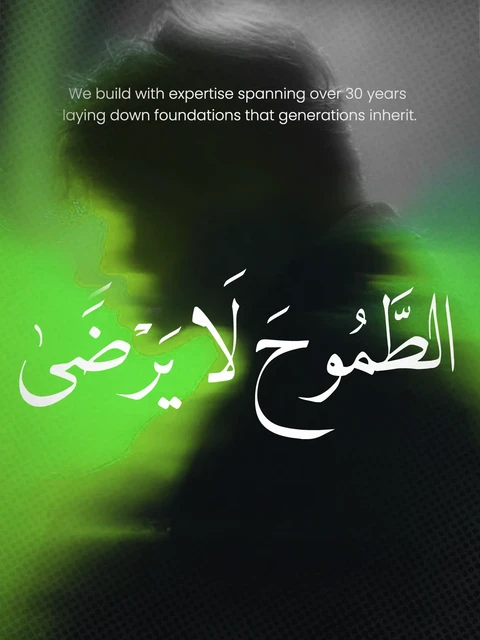 We build with expertise spanning over 30 years
laying down foundations that generations inherit.
الطَّمُوحَ لَا يَرْضَىٰ